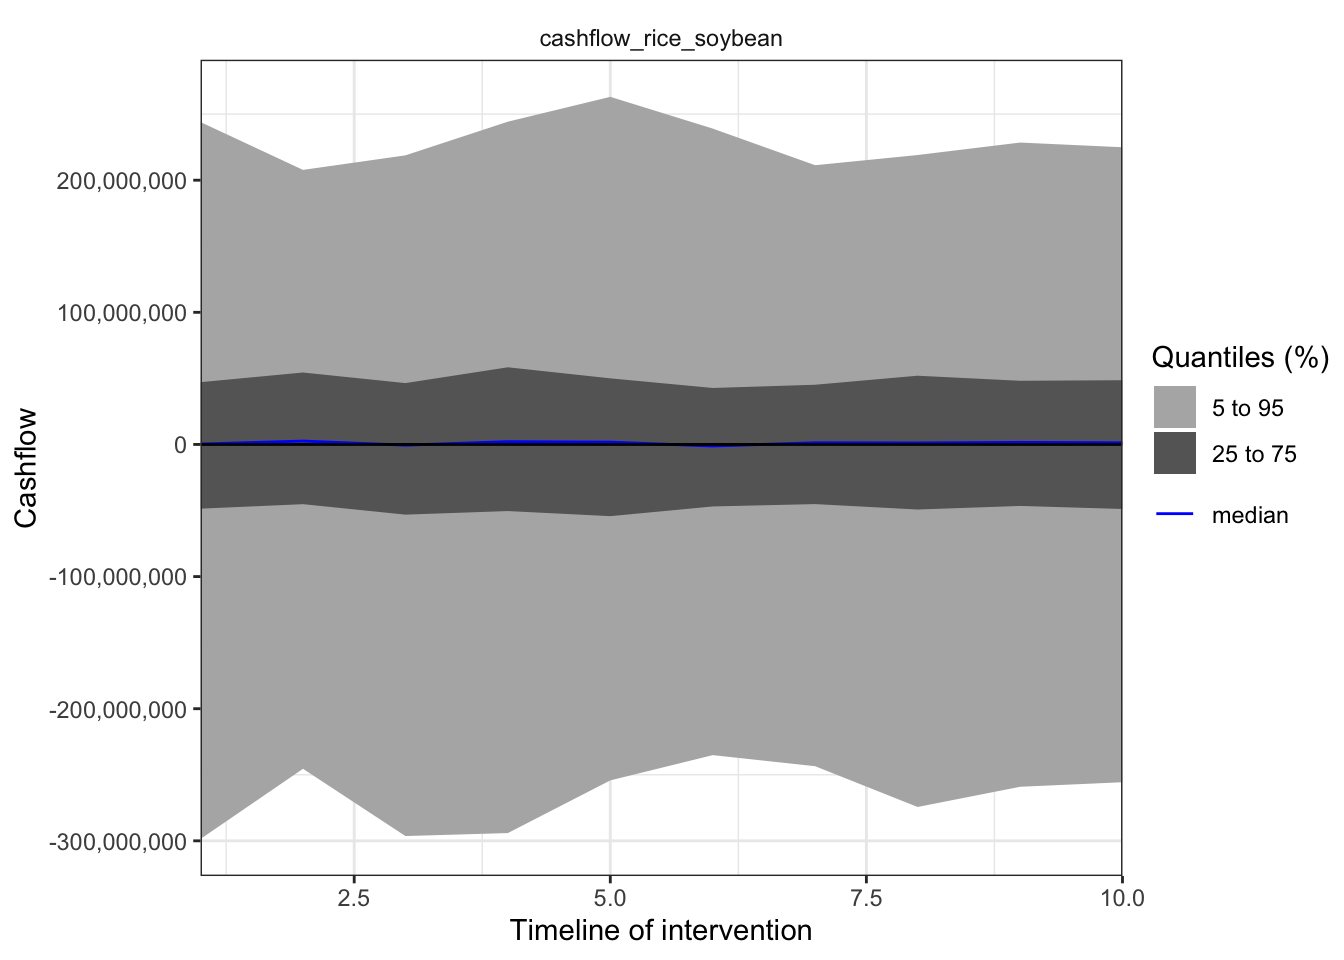 cashflow_rice_soybean
Cashflow
200,000,000
100,000,000
0
-100,000,000
-200,000,000
-300,000,000
2.5
5.0
7.5
10.0
Timeline of intervention
Quantiles (%)
5 to 95
25 to 75
median